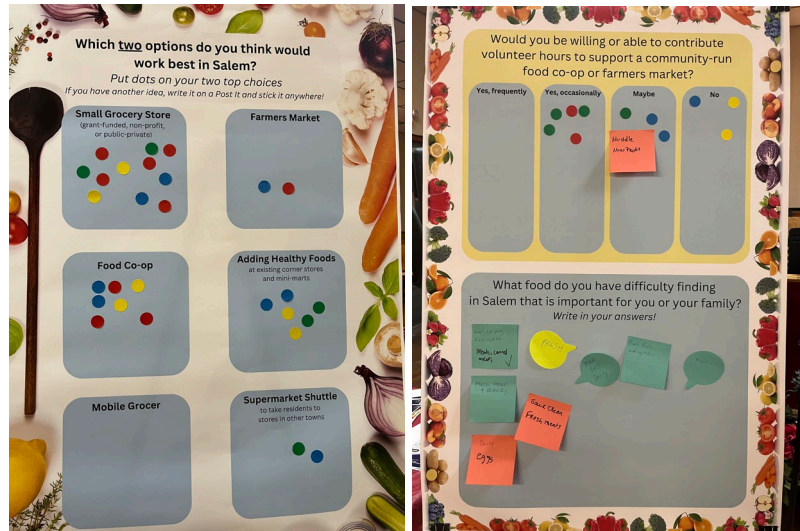 Which two options do you think would
work best in Salem?
Put dots on your two top choices
If you have another idea, write it on a Post It and stick it anywhere!
Small Grocery Store
(grant-funded, non-profit,
or public-private)
Farmers Market
Food Co-op
Adding Healthy Foods
at existing corner stores
and mini-marts
Mobile Grocer
Supermarket Shuttle
to take residents to
stores in other towns
Would you be willing or able to contribute
volunteer hours to support a community-run
food co-op or farmers market?
Yes, frequently
Yes, occasionally
Maybe
No
What food do you have difficulty finding
in Salem that is important for you or your family?
Write in your answers!
Fresh meats
Eggs